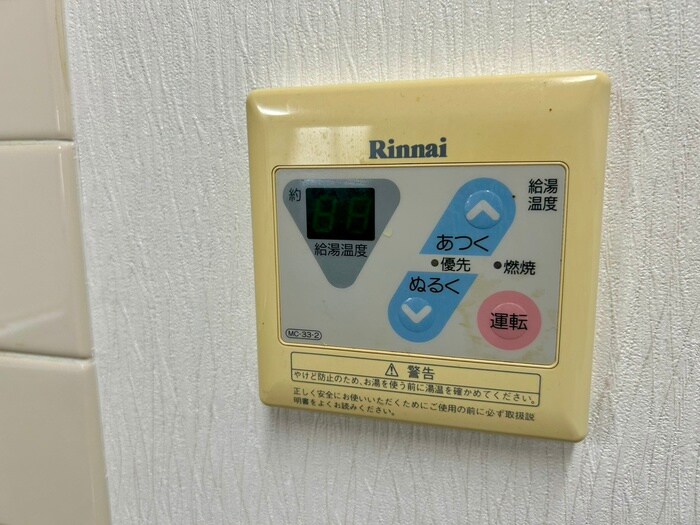 Rinnai
約
給湯温度
給湯
温度
あつく
優先
燃焼
ぬるく
運転
MC-33-2
⚠ 警告
やけど防止のため、お湯を使う前に湯温を確かめてください。
正しく安全にお使いいただくためにご使用の前に必ず取扱説
明書をよくお読みください。